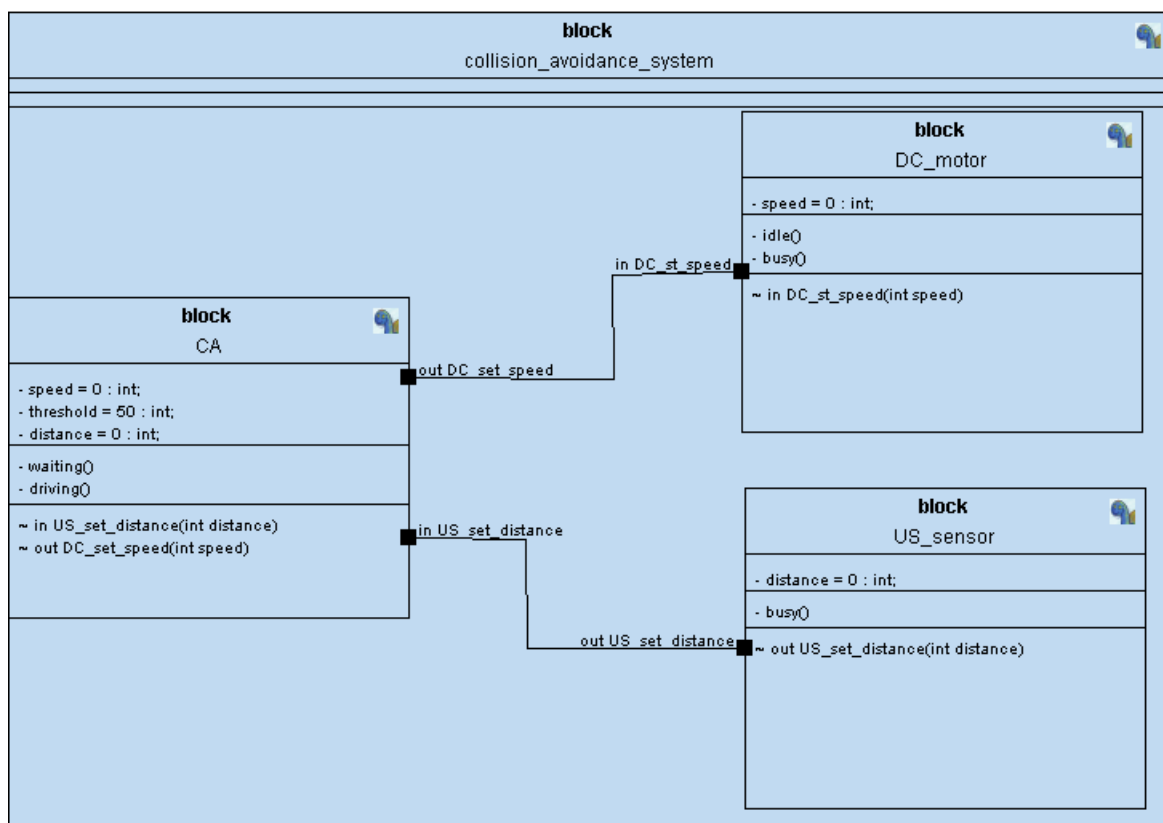 block
collision_avoidance_system
block
DC_motor
- speed = 0 : int;
- idle()
- busy()
~ in DC_st_speed(int speed)
in DC_st_speed
block
CA
- speed = 0 : int;
- threshold = 50 : int;
- distance = 0 : int;
- waiting()
- driving()
~ in US_set_distance(int distance)
~ out DC_set_speed(int speed)
out DC_set_speed
in US_set_distance
out US_set_distance
block
US_sensor
- distance = 0 : int;
- busy()
~ out US_set_distance(int distance)